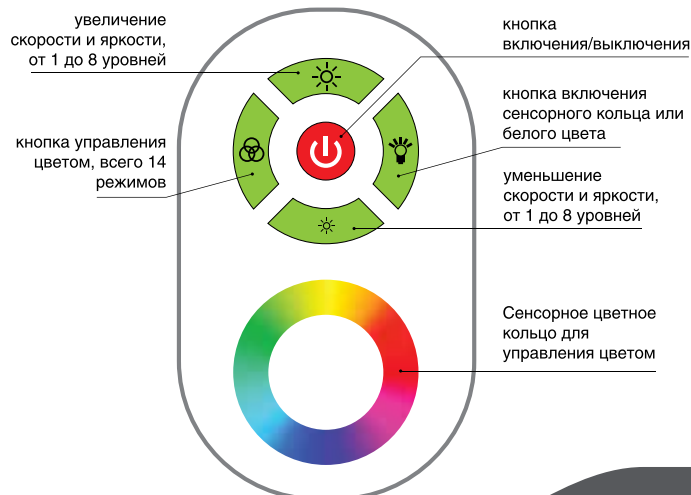 увеличение
скорости и яркости,
от 1 до 8 уровней
кнопка
включения/выключения
кнопка включения
сенсорного кольца или
белого цвета
кнопка управления
цветом, всего 14
режимов
уменьшение
скорости и яркости,
от 1 до 8 уровней
Сенсорное цветное
кольцо для
управления цветом